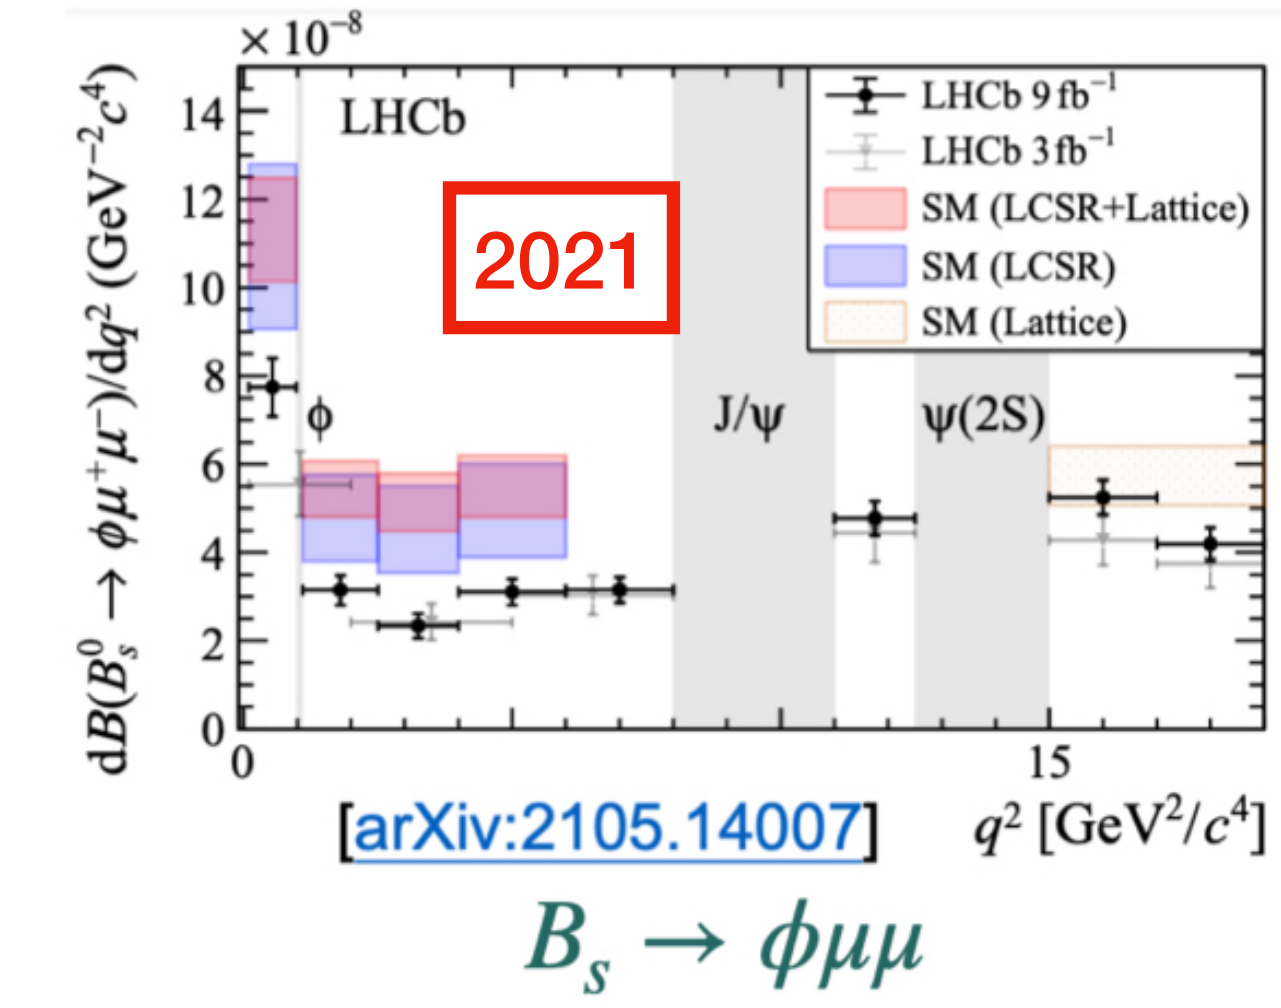 × 10⁻⁸
dB(B⁰ₛ → ϕμ⁺μ⁻)/dq² (GeV⁻²c⁴)
14
12
10
8
6
4
2
0
LHCb
2021
LHCb 9 fb⁻¹
LHCb 3 fb⁻¹
SM (LCSR+Lattice)
SM (LCSR)
SM (Lattice)
ϕ
J/ψ
ψ(2S)
0
15
[arXiv:2105.14007]
q² [GeV²/c⁴]
Bₛ → ϕμμ